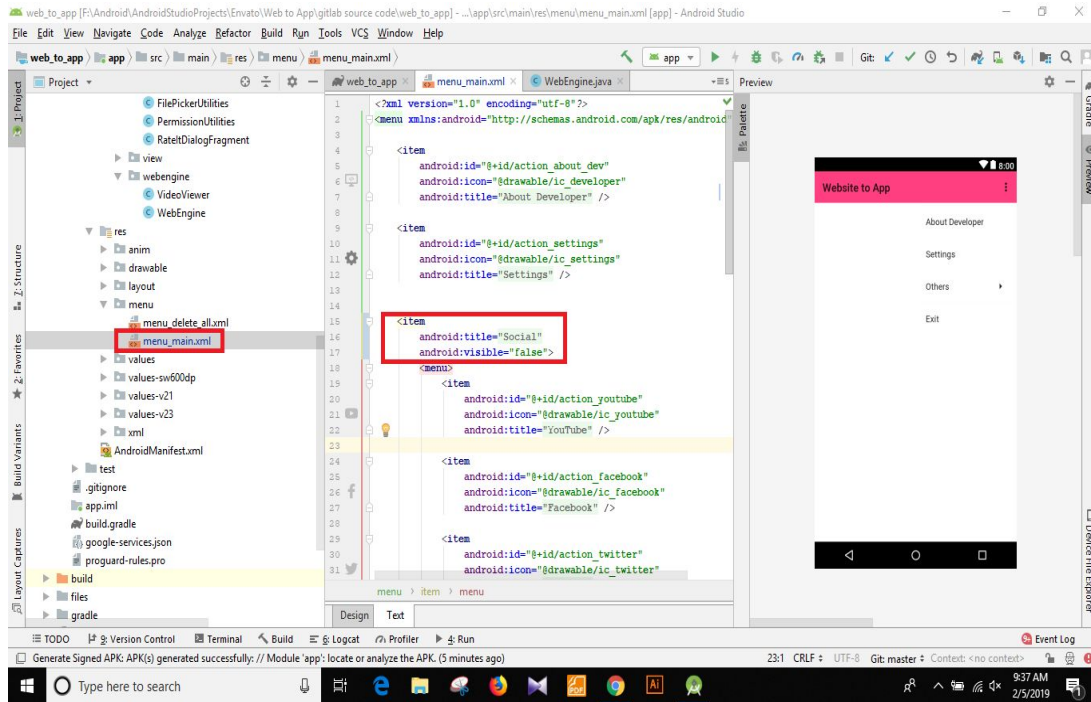 web_to_app [F:\Android\AndroidStudioProjects\Envato\Web to App\gitlab source code\web_to_app] - ...\app\src\main\res\menu\menu_main.xml [app] - Android Studio
File Edit View Navigate Code Analyze Refactor Build Run Tools VCS Window Help
web_to_app app src main res menu menu_main.xml
app
Git:
1: Project
Project
FilePickerUtilities
PermissionUtilities
RateItDialogFragment
view
webengine
VideoViewer
WebEngine
res
anim
drawable
layout
menu
menu_delete_all.xml
menu_main.xml
values
values-sw600dp
values-v21
values-v23
xml
AndroidManifest.xml
test
.gitignore
app.iml
build.gradle
google-services.json
proguard-rules.pro
build
files
gradle
7: Structure
2: Favorites
Build Variants
Layout Captures
web_to_app menu_main.xml WebEngine.java
1 <?xml version="1.0" encoding="utf-8"?>
2 <menu xmlns:android="http://schemas.android.com/apk/res/android"
3
4 <item
5 android:id="@+id/action_about_dev"
6 android:icon="@drawable/ic_developer"
7 android:title="About Developer" />
8
9 <item
10 android:id="@+id/action_settings"
11 android:icon="@drawable/ic_settings"
12 android:title="Settings" />
13
14
15 <item
16 android:title="Social"
17 android:visible="false">
18 <menu>
19 <item
20 android:id="@+id/action_youtube"
21 android:icon="@drawable/ic_youtube"
22 android:title="YouTube" />
23
24 <item
25 android:id="@+id/action_facebook"
26 android:icon="@drawable/ic_facebook"
27 android:title="Facebook" />
28
29 <item
30 android:id="@+id/action_twitter"
31 android:icon="@drawable/ic_twitter"
menu item menu
Design Text
Preview
Palette
8:00
Website to App
About Developer
Settings
Others
Exit
Gradle
Preview
Device File Explorer
TODO 9: Version Control Terminal Build 6: Logcat Profiler 4: Run
Event Log
Generate Signed APK: APK(s) generated successfully: // Module 'app': locate or analyze the APK. (5 minutes ago)
23:1 CRLF UTF-8 Git: master Context: <no context>
Type here to search
9:37 AM
2/5/2019